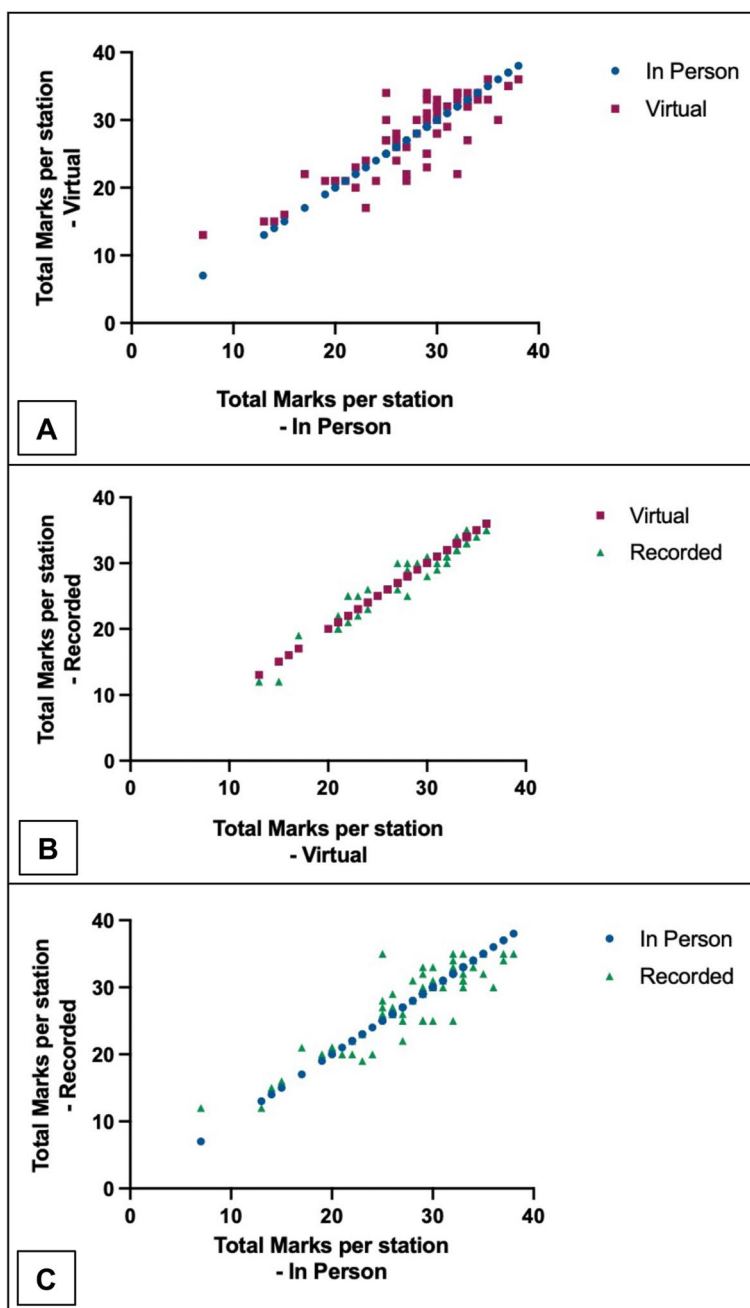 40
30
20
10
0
Total Marks per station
- Virtual
0 10 20 30 40
Total Marks per station
- In Person
In Person
Virtual
A
40
30
20
10
0
Total Marks per station
- Recorded
0 10 20 30 40
Total Marks per station
- Virtual
Virtual
Recorded
B
40
30
20
10
0
Total Marks per station
- Recorded
0 10 20 30 40
Total Marks per station
- In Person
In Person
Recorded
C